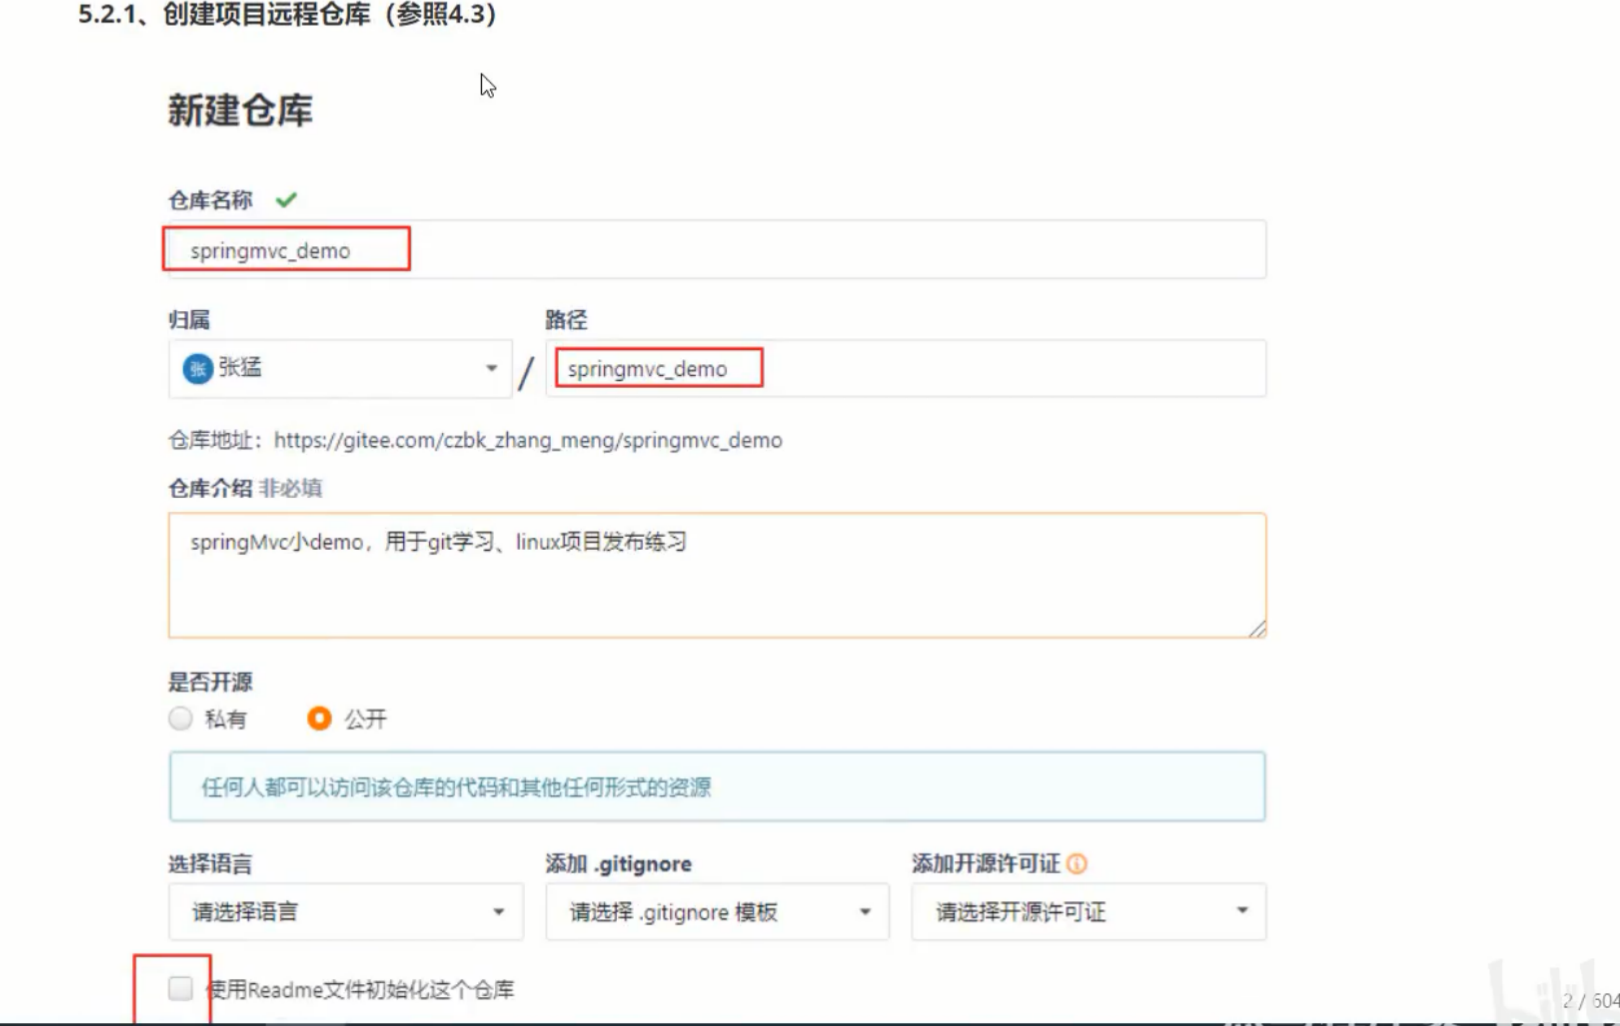 5.2.1、创建项目远程仓库（参照4.3）
新建仓库
仓库名称
springmvc_demo
归属 路径
张 张猛 / springmvc_demo
仓库地址：https://gitee.com/czbk_zhang_meng/springmvc_demo
仓库介绍 非必填
springMvc小demo，用于git学习、linux项目发布练习
是否开源
私有 公开
任何人都可以访问该仓库的代码和其他任何形式的资源
选择语言 添加 .gitignore 添加开源许可证
请选择语言 请选择 .gitignore 模板 请选择开源许可证
使用Readme文件初始化这个仓库
2 / 604